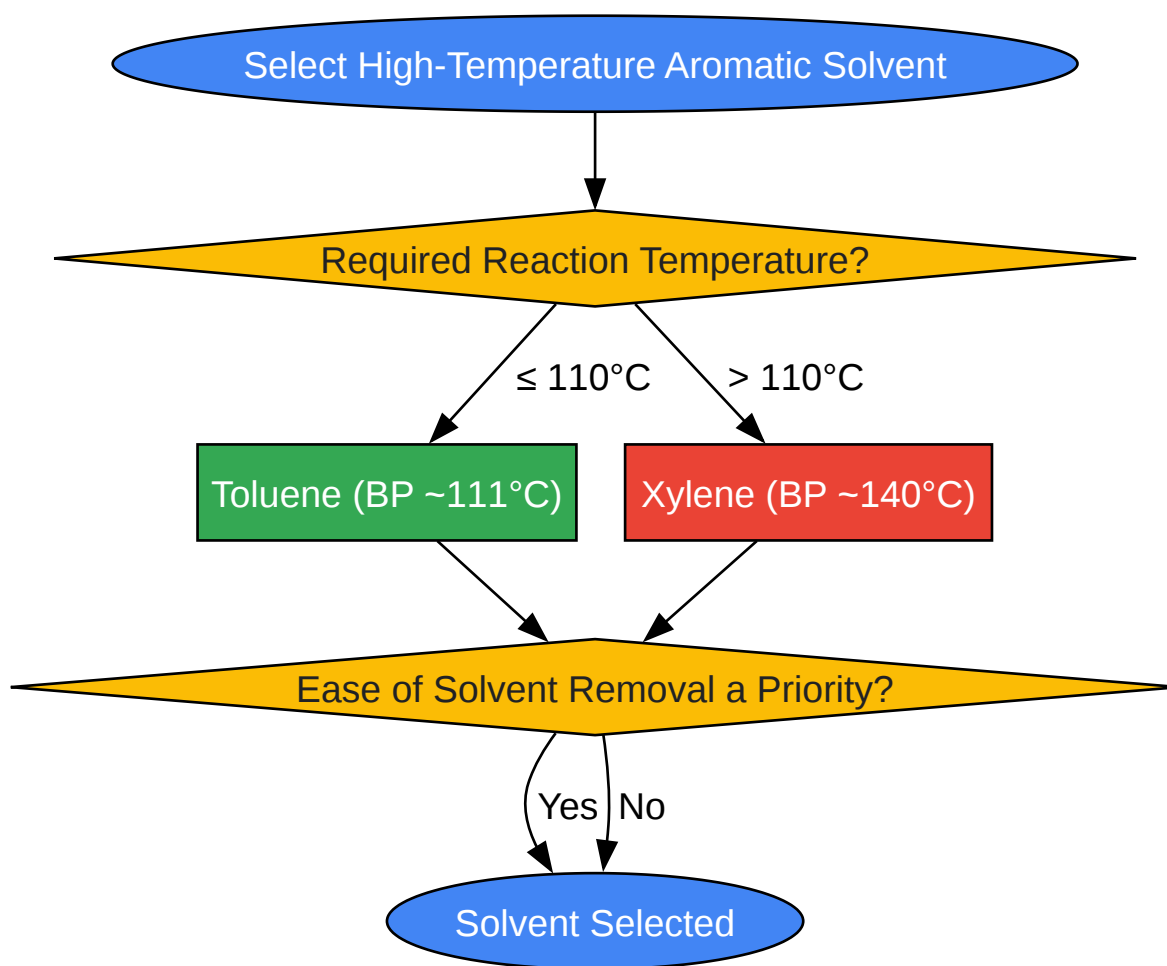 Select High-Temperature Aromatic Solvent
Required Reaction Temperature?
≤ 110°C
> 110°C
Toluene (BP ~111°C)
Xylene (BP ~140°C)
Ease of Solvent Removal a Priority?
Yes
No
Solvent Selected